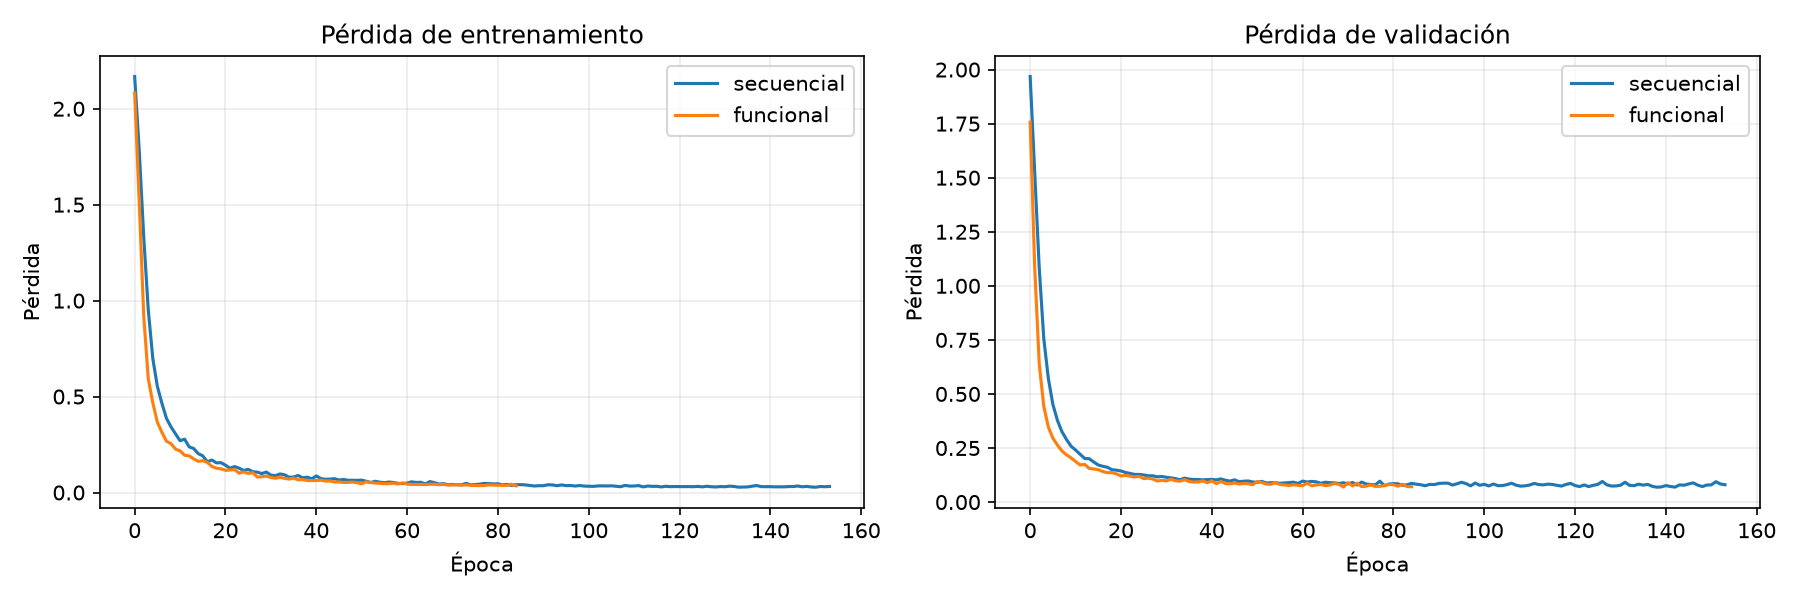 Pérdida de entrenamiento
secuencial
funcional
2.0
1.5
1.0
0.5
0.0
Pérdida
0 20 40 60 80 100 120 140 160
Época
Pérdida de validación
secuencial
funcional
2.00
1.75
1.50
1.25
1.00
0.75
0.50
0.25
0.00
Pérdida
0 20 40 60 80 100 120 140 160
Época